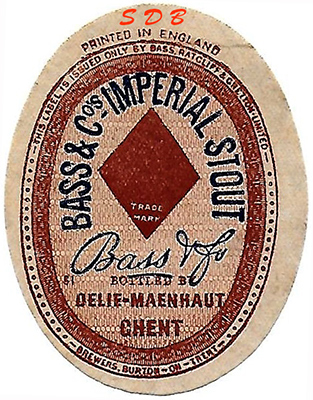 SDB
PRINTED IN ENGLAND
THIS LABEL IS ISSUED ONLY BY BASS, RATCLIFF & GRETTON LIMITED
BASS & Co's IMPERIAL STOUT
TRADE
MARK
Bass & Co
BOTTLED BY
DELIE-MAENHAUT
GHENT
BREWERS, BURTON-ON-TRENT